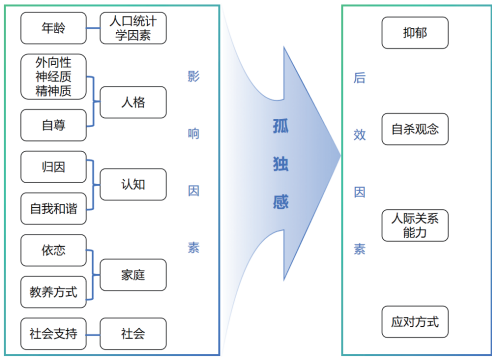 年龄
人口统计
学因素
外向性
神经质
精神质
自尊
人格
归因
自我和谐
认知
依恋
教养方式
家庭
社会支持
社会
影
响
因
素
孤
独
感
后
效
因
素
抑郁
自杀观念
人际关系
能力
应对方式